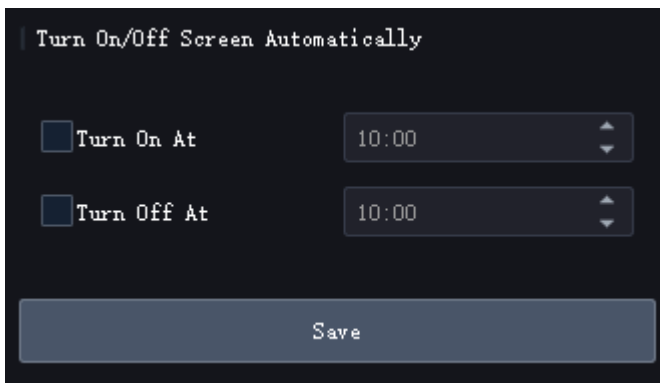 Turn On/Off Screen Automatically
Turn On At 10:00
Turn Off At 10:00
Save